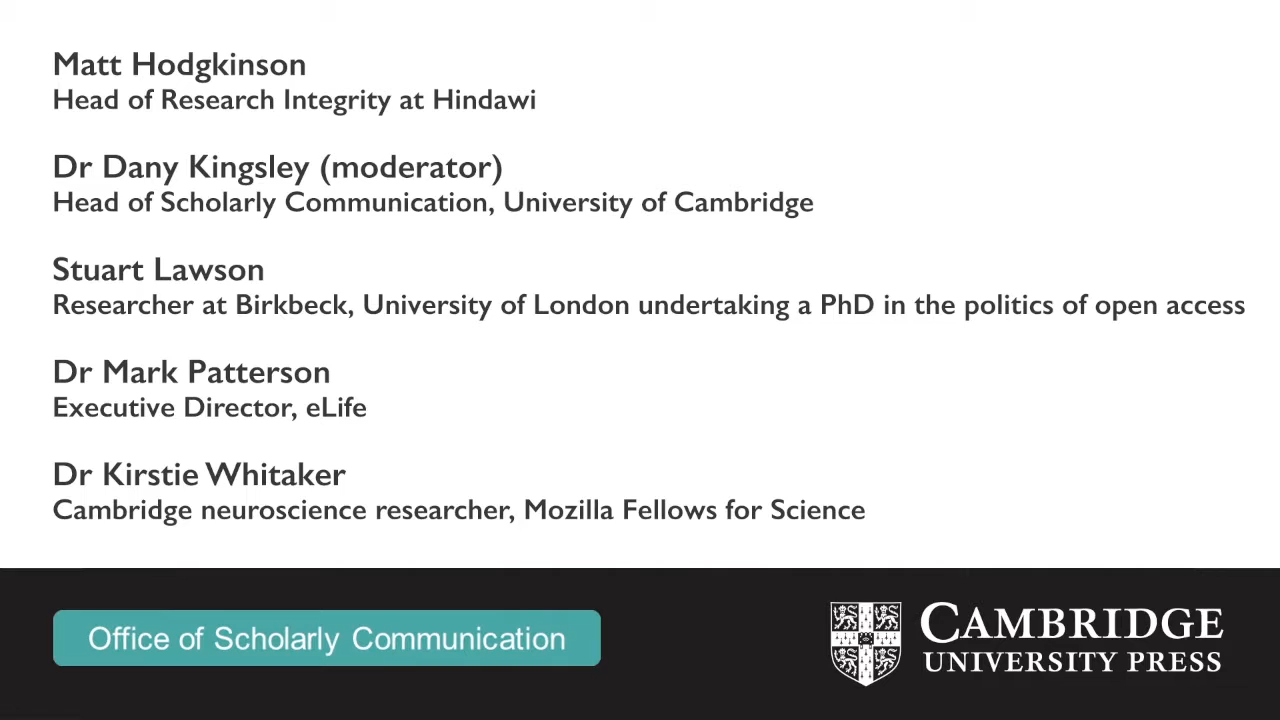 Matt Hodgkinson
Head of Research Integrity at Hindawi
Dr Dany Kingsley (moderator)
Head of Scholarly Communication, University of Cambridge
Stuart Lawson
Researcher at Birkbeck, University of London undertaking a PhD in the politics of open access
Dr Mark Patterson
Executive Director, eLife
Dr Kirstie Whitaker
Cambridge neuroscience researcher, Mozilla Fellows for Science
Office of Scholarly Communication
CAMBRIDGE
UNIVERSITY PRESS